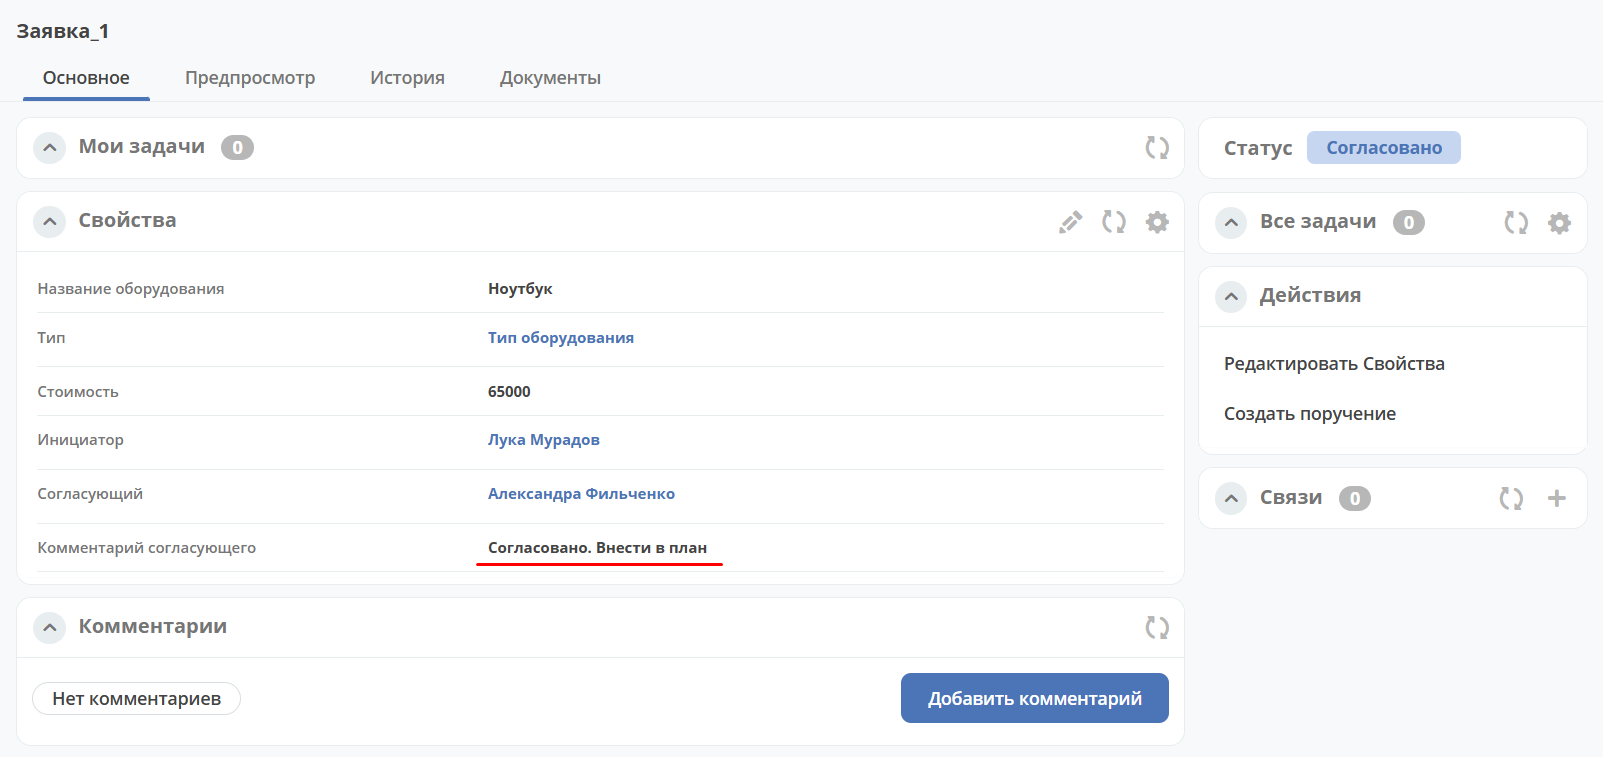 Заявка_1
Основное Предпросмотр История Документы
Мои задачи 0
Свойства
Название оборудования Ноутбук
Тип Тип оборудования
Стоимость 65000
Инициатор Лука Мурадов
Согласующий Александра Фильченко
Комментарий согласующего Согласовано. Внести в план
Комментарии
Нет комментариев Добавить комментарий
Статус Согласовано
Все задачи 0
Действия
Редактировать Свойства
Создать поручение
Связи 0